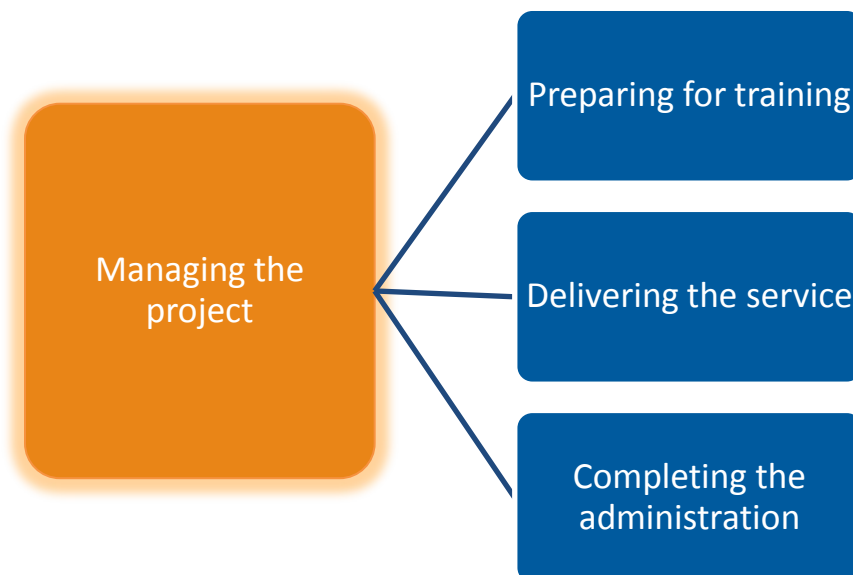 Preparing for training
Managing the
project
Delivering the service
Completing the
administration